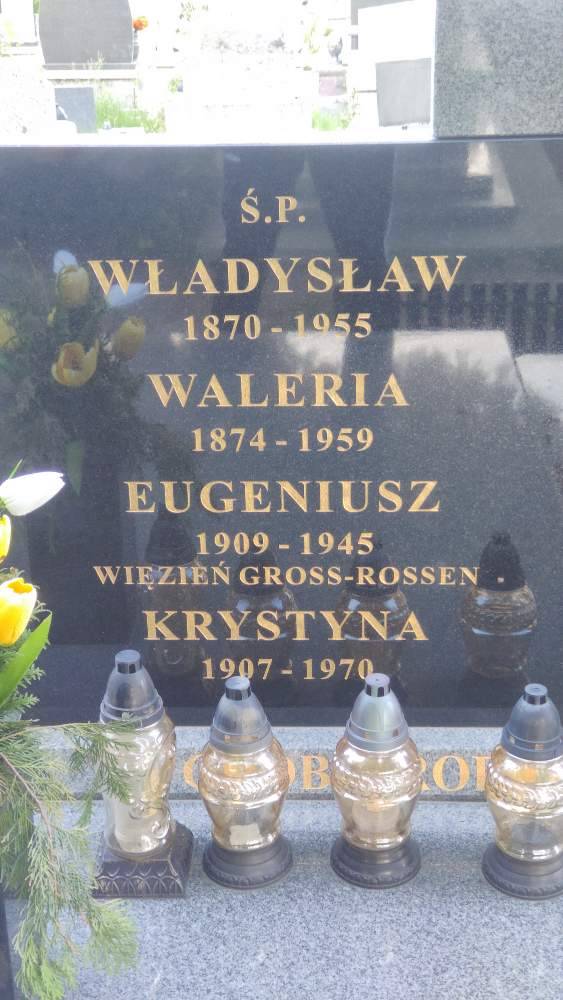 Ś.P.
WŁADYSŁAW
1870 - 1955
WALERIA
1874 - 1959
EUGENIUSZ
1909 - 1945
WIĘZIEŃ GROSS-ROSSEN
KRYSTYNA
1907 - 1970